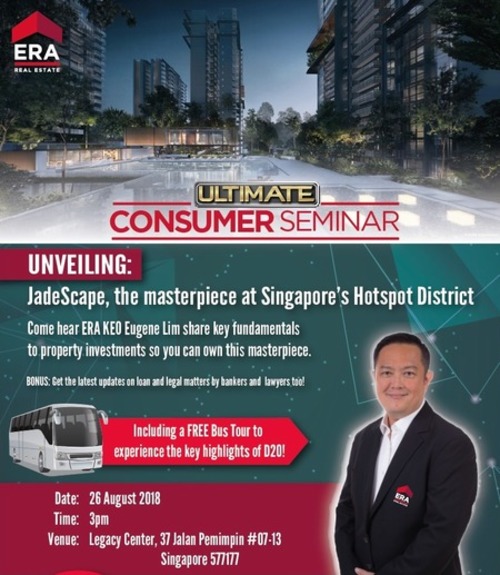 ERA
REAL ESTATE
ULTIMATE
CONSUMER SEMINAR
UNVEILING:
JadeScape, the masterpiece at Singapore's Hotspot District
Come hear ERA KEO Eugene Lim share key fundamentals
to property investments so you can own this masterpiece.
BONUS: Get the latest updates on loan and legal matters by bankers and lawyers too!
Including a FREE Bus Tour to
experience the key highlights of D20!
ERA
REAL ESTATE
Date: 26 August 2018
Time: 3pm
Venue: Legacy Center, 37 Jalan Pemimpin #07-13
Singapore 577177